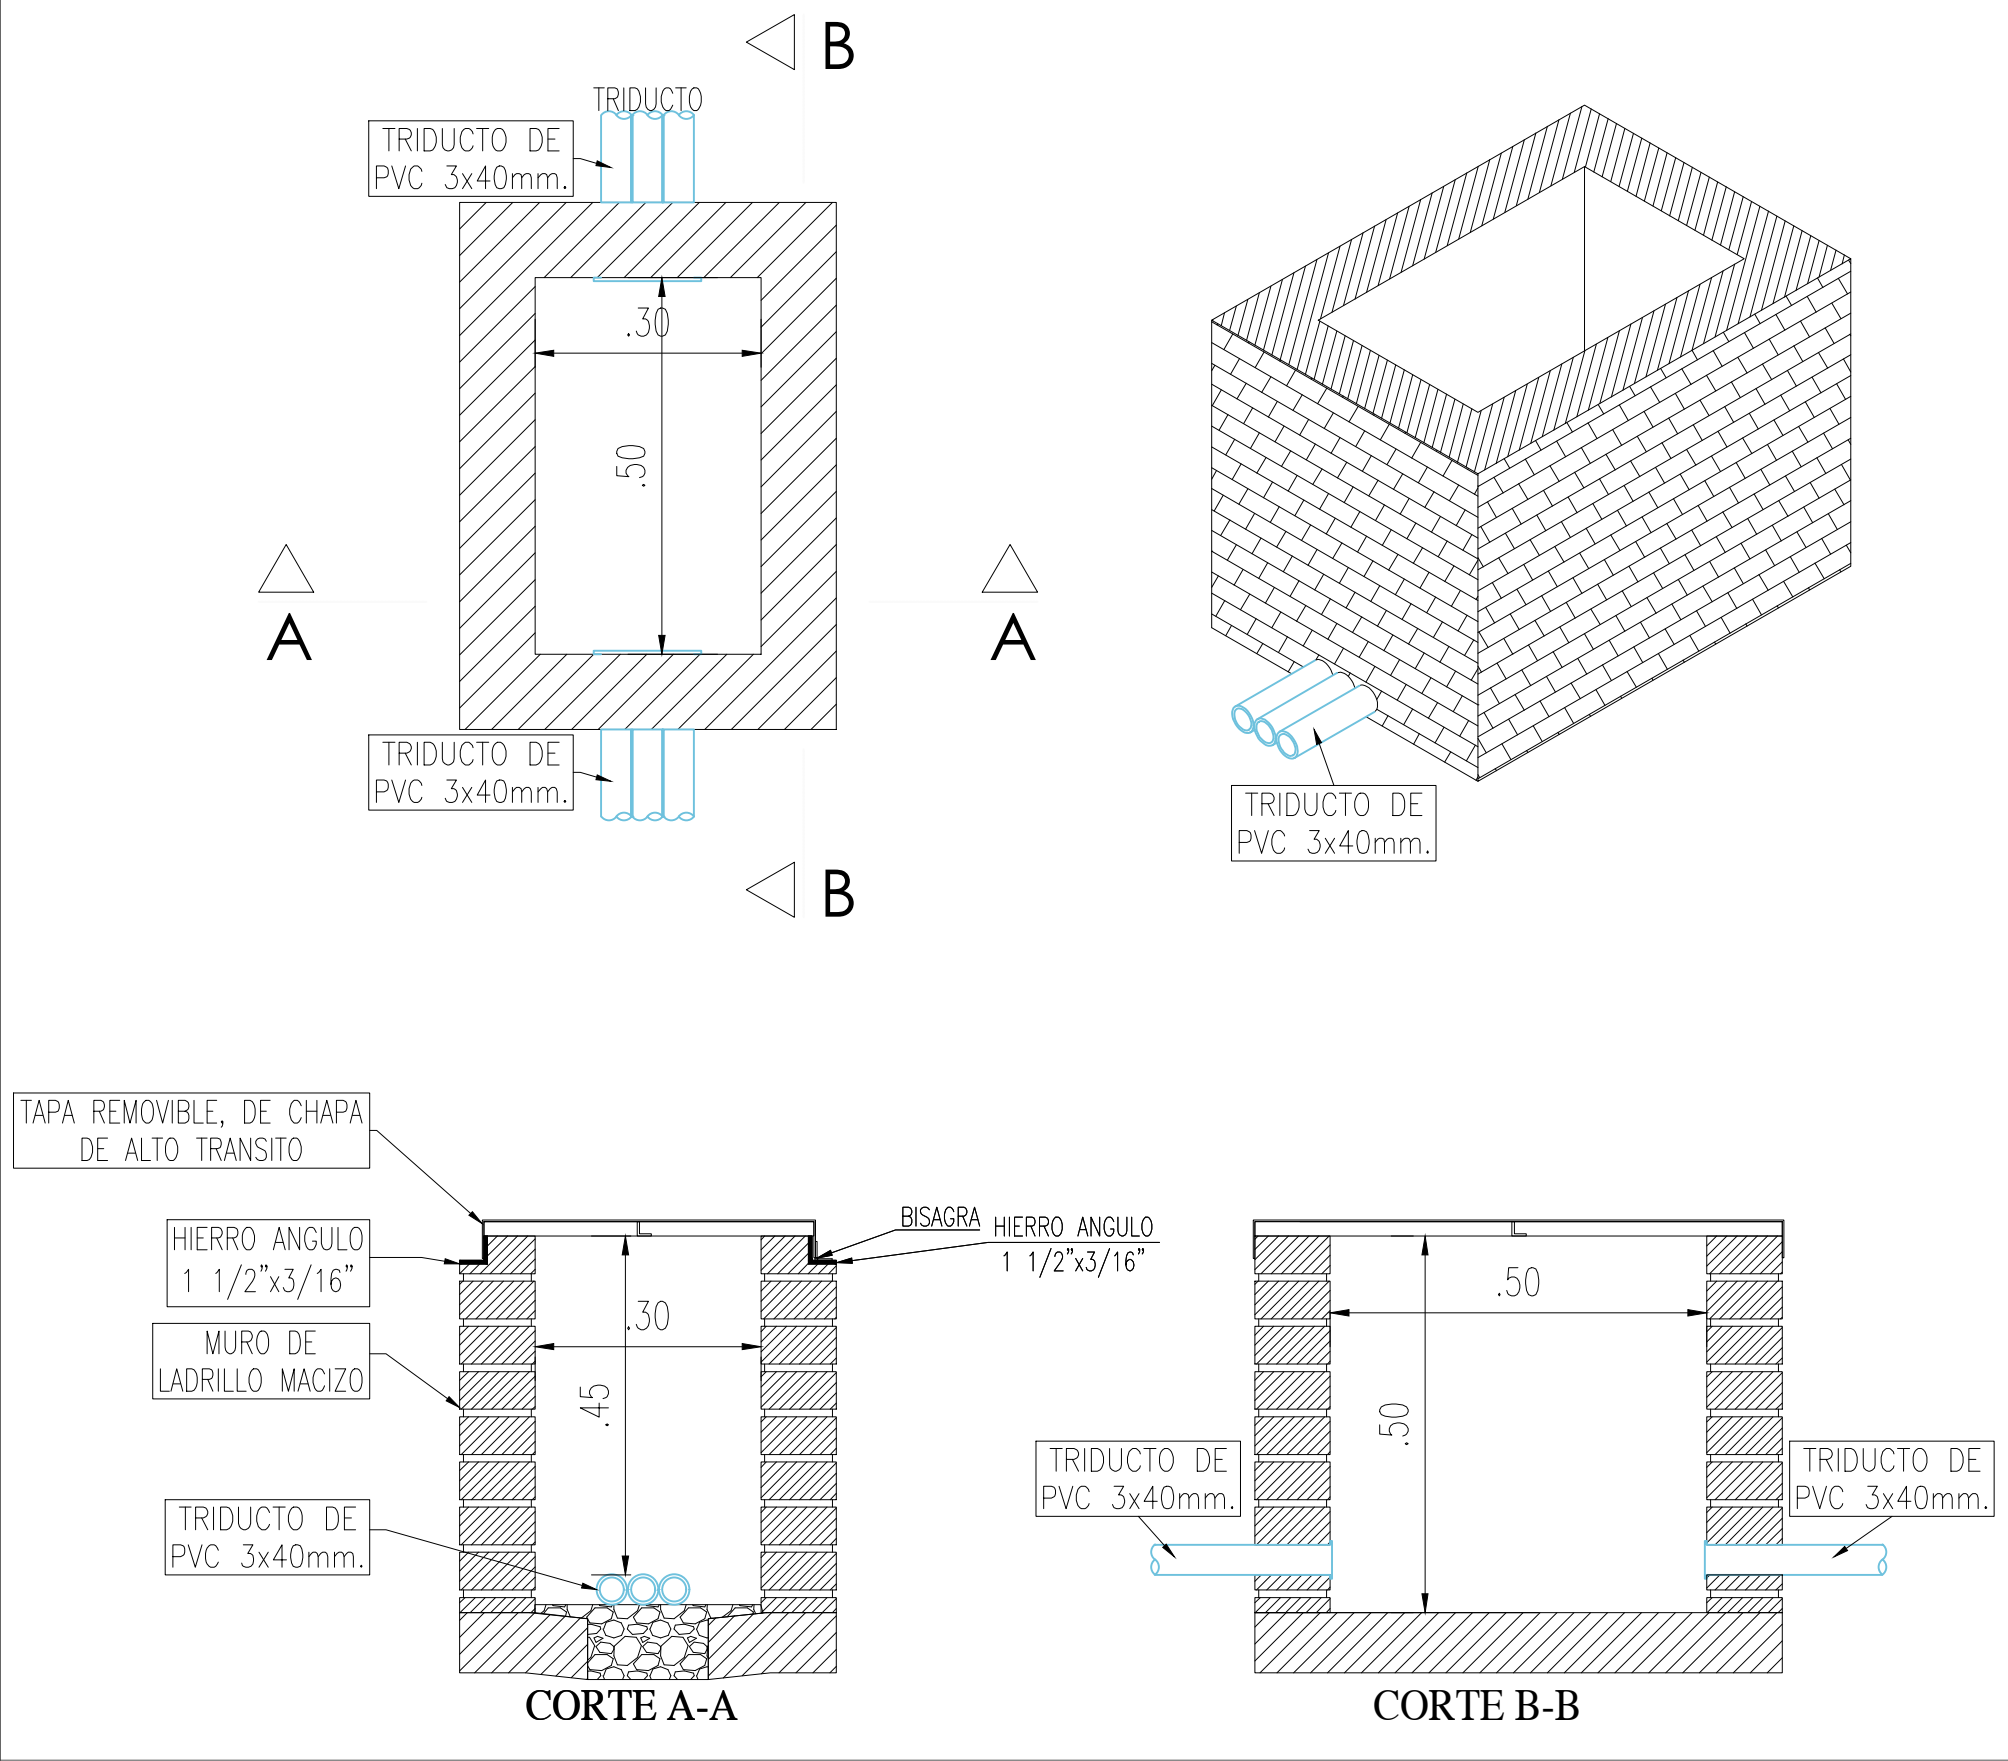 B
TRIDUCTO
TRIDUCTO DE
PVC 3x40mm.
.30
.50
A
A
TRIDUCTO DE
PVC 3x40mm.
TRIDUCTO DE
PVC 3x40mm.
B
TAPA REMOVIBLE, DE CHAPA
DE ALTO TRANSITO
HIERRO ANGULO
1 1/2”x3/16”
MURO DE
LADRILLO MACIZO
TRIDUCTO DE
PVC 3x40mm.
BISAGRA
HIERRO ANGULO
1 1/2”x3/16”
.30
.45
CORTE A-A
.50
.50
TRIDUCTO DE
PVC 3x40mm.
TRIDUCTO DE
PVC 3x40mm.
CORTE B-B